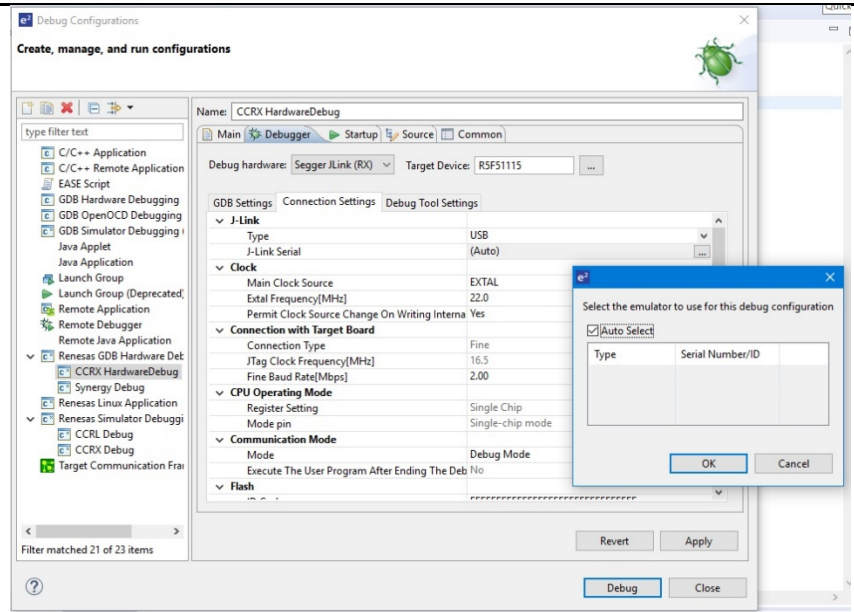 Debug Configurations
Create, manage, and run configurations
type filter text
C/C++ Application
C/C++ Remote Application
EASE Script
GDB Hardware Debugging
GDB OpenOCD Debugging
GDB Simulator Debugging (
Java Applet
Java Application
Launch Group
Launch Group (Deprecated)
Remote Application
Remote Debugger
Remote Java Application
Renesas GDB Hardware Deb
CCRX HardwareDebug
Synergy Debug
Renesas Linux Application
Renesas Simulator Debuggi
CCRL Debug
CCRX Debug
Target Communication Fra
Filter matched 21 of 23 items
Name: CCRX HardwareDebug
Main Debugger Startup Source Common
Debug hardware: Segger JLink (RX) Target Device: R5F51115 ...
GDB Settings Connection Settings Debug Tool Settings
J-Link
Type USB
J-Link Serial (Auto) ...
Clock
Main Clock Source EXTAL
Extal Frequency[MHz] 22.0
Permit Clock Source Change On Writing Interna Yes
Connection with Target Board
Connection Type Fine
JTag Clock Frequency[MHz] 16.5
Fine Baud Rate[Mbps] 2.00
CPU Operating Mode
Register Setting Single Chip
Mode pin Single-chip mode
Communication Mode
Mode Debug Mode
Execute The User Program After Ending The Deb No
Flash
Revert Apply
Debug Close
e²
Select the emulator to use for this debug configuration
Auto Select
Type Serial Number/ID
OK Cancel